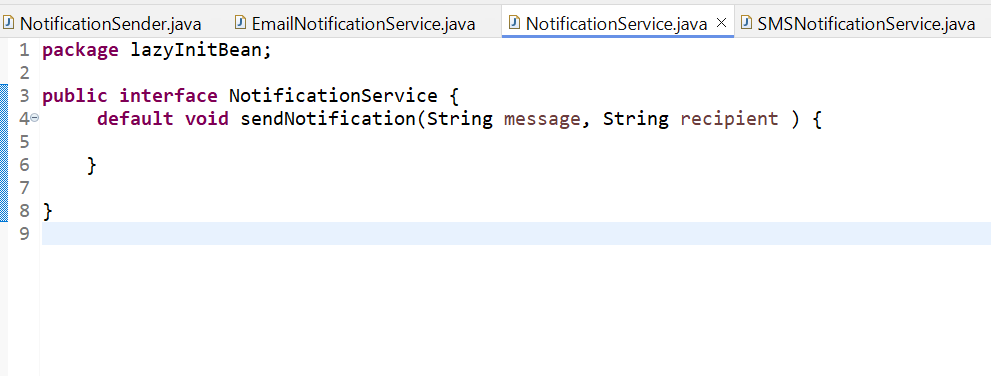 NotificationSender.java EmailNotificationService.java NotificationService.java SMSNotificationService.java
1 package lazyInitBean;
2
3 public interface NotificationService {
4 default void sendNotification(String message, String recipient ) {
5
6 }
7
8 }
9